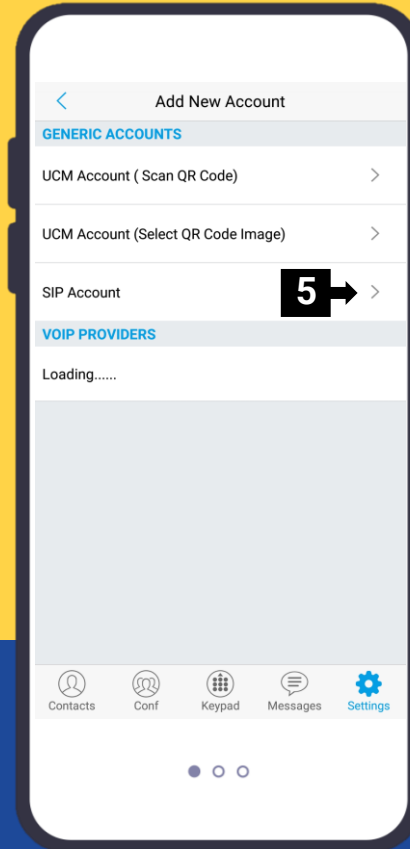 Add New Account
GENERIC ACCOUNTS
UCM Account ( Scan QR Code)
UCM Account (Select QR Code Image)
SIP Account
5
VOIP PROVIDERS
Loading......
Contacts Conf Keypad Messages Settings